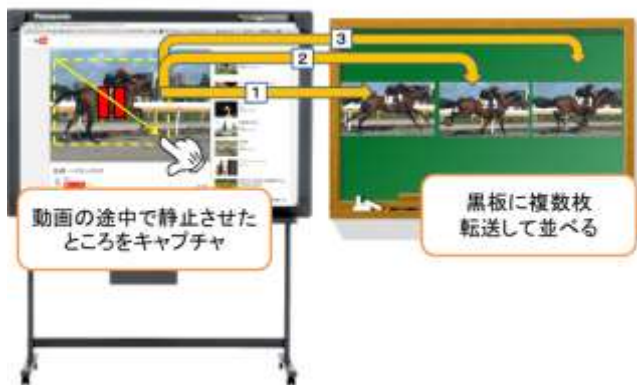 Panasonic
3
2
1
動画の途中で静止させた
ところをキャプチャ
黒板に複数枚
転送して並べる